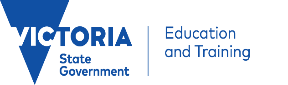 VICTORIA
State
Government
Education
and Training